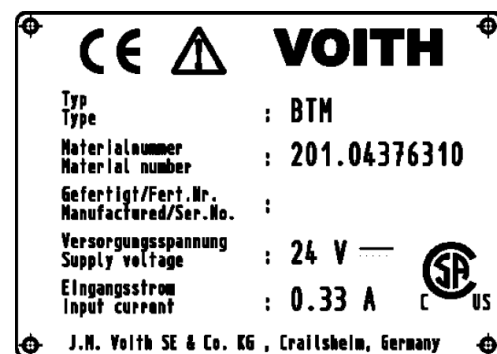 CE VOITH
Typ
Type : BTM
Materialnummer
Material number : 201.04376310
Gefertigt/Fert.Nr.
Manufactured/Ser.No. :
Versorgungsspannung
Supply voltage : 24 V
Eingangsstrom
Input current : 0.33 A
C SA US
J.M. Voith SE & Co. KG , Crailsheim, Germany